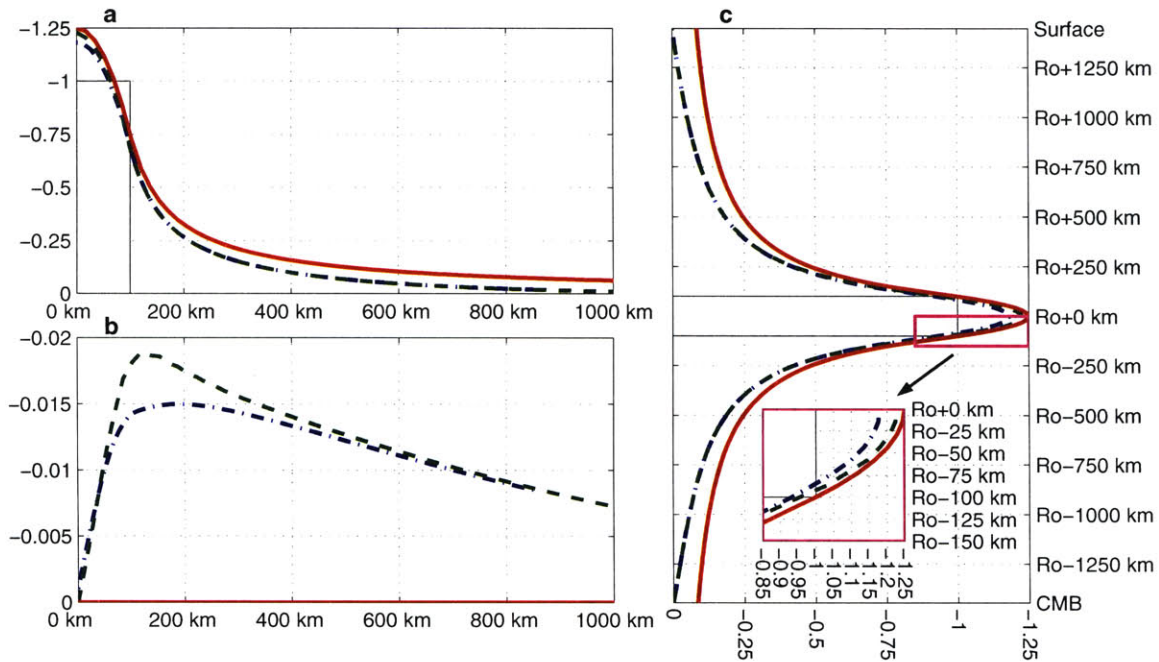 a
−1.25
−1
−0.75
−0.5
−0.25
0
0 km
200 km
400 km
600 km
800 km
1000 km
b
−0.02
−0.015
−0.01
−0.005
0
0 km
200 km
400 km
600 km
800 km
1000 km
c
Surface
Ro+1250 km
Ro+1000 km
Ro+750 km
Ro+500 km
Ro+250 km
Ro+0 km
Ro−250 km
Ro−500 km
Ro−750 km
Ro−1000 km
Ro−1250 km
CMB
0
−0.25
−0.5
−0.75
−1
−1.25
Ro+0 km
Ro−25 km
Ro−50 km
Ro−75 km
Ro−100 km
Ro−125 km
Ro−150 km
−0.85
−0.9
−0.95
−1
−1.05
−1.1
−1.15
−1.2
−1.25